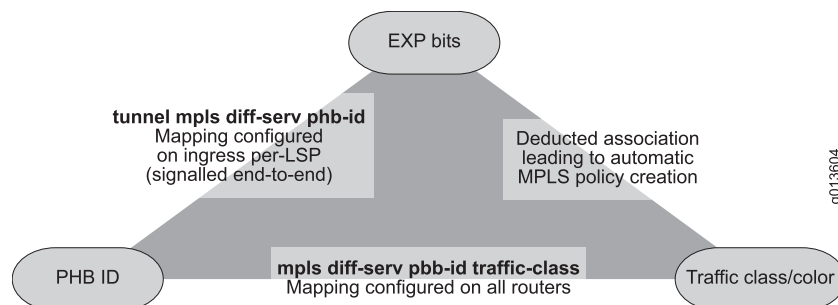 EXP bits
tunnel mpls diff-serv phb-id
Mapping configured
on ingress per-LSP
(signalled end-to-end)
Deducted association
leading to automatic
MPLS policy creation
g013604
PHB ID
mpls diff-serv pbb-id traffic-class
Mapping configured on all routers
Traffic class/color